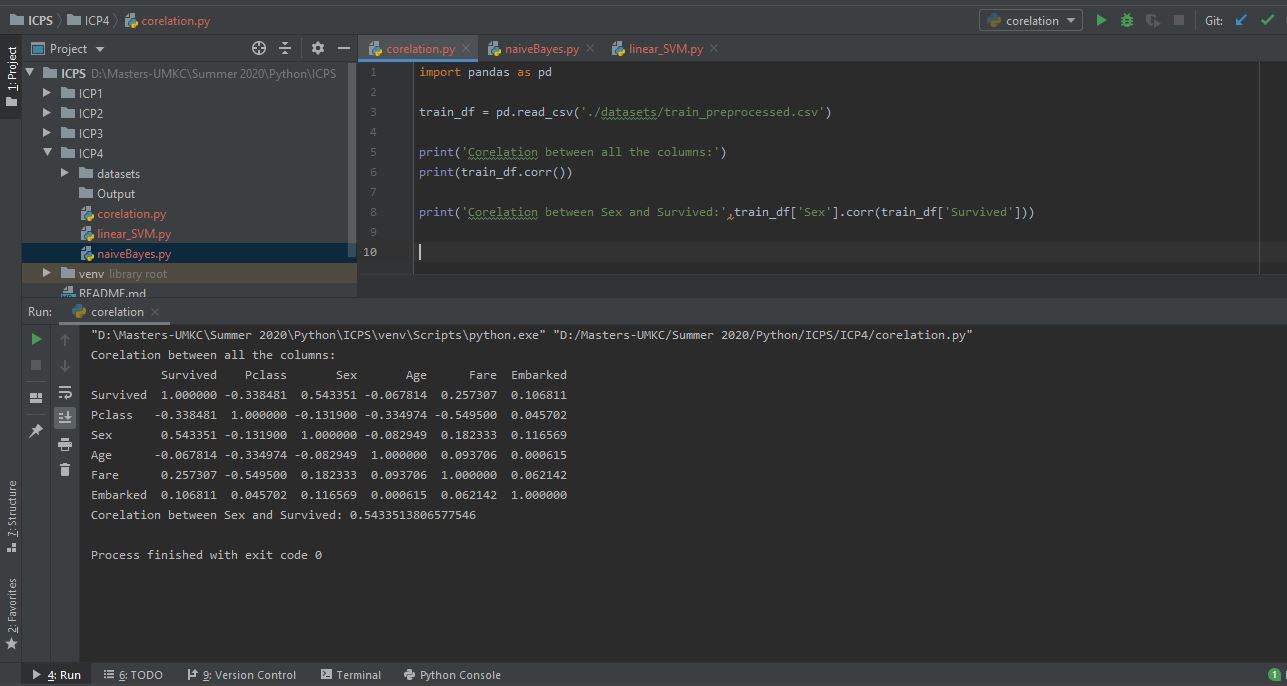 ICPS ICP4 corelation.py
corelation Git:
1: Project
Project
corelation.py naiveBayes.py linear_SVM.py
ICPS D:\Masters-UMKC\Summer 2020\Python\ICPS
ICP1
ICP2
ICP3
ICP4
datasets
Output
corelation.py
linear_SVM.py
naiveBayes.py
venv library root
README.md
1 import pandas as pd
2
3 train_df = pd.read_csv('./datasets/train_preprocessed.csv')
4
5 print('Corelation between all the columns:')
6 print(train_df.corr())
7
8 print('Corelation between Sex and Survived:',train_df['Sex'].corr(train_df['Survived']))
9
10
Run: corelation
"D:\Masters-UMKC\Summer 2020\Python\ICPS\venv\Scripts\python.exe" "D:/Masters-UMKC/Summer 2020/Python/ICPS/ICP4/corelation.py"
Corelation between all the columns:
Survived Pclass Sex Age Fare Embarked
Survived 1.000000 -0.338481 0.543351 -0.067814 0.257307 0.106811
Pclass -0.338481 1.000000 -0.131900 -0.334974 -0.549500 0.045702
Sex 0.543351 -0.131900 1.000000 -0.082949 0.182333 0.116569
Age -0.067814 -0.334974 -0.082949 1.000000 0.093706 0.000615
Fare 0.257307 -0.549500 0.182333 0.093706 1.000000 0.062142
Embarked 0.106811 0.045702 0.116569 0.000615 0.062142 1.000000
Corelation between Sex and Survived: 0.5433513806577546
Process finished with exit code 0
7: Structure
2: Favorites
4: Run 6: TODO 9: Version Control Terminal Python Console
1